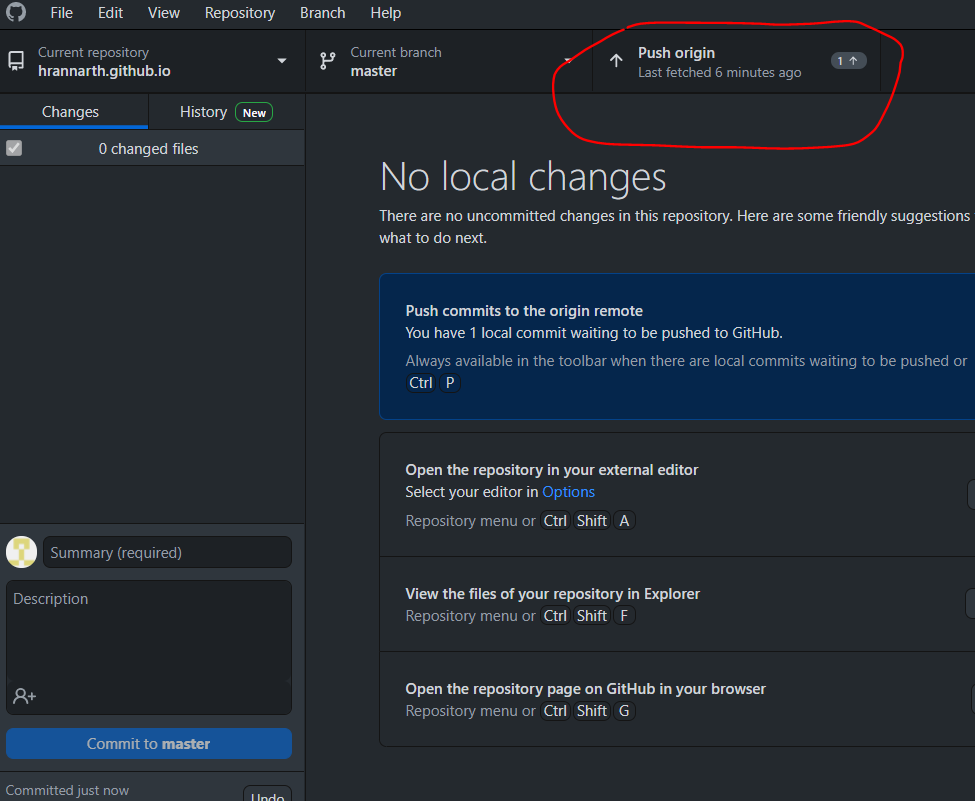 File Edit View Repository Branch Help
Current repository
hrannarth.github.io
Current branch
master
Push origin
Last fetched 6 minutes ago
1
Changes
History New
0 changed files
No local changes
There are no uncommitted changes in this repository. Here are some friendly suggestions
what to do next.
Push commits to the origin remote
You have 1 local commit waiting to be pushed to GitHub.
Always available in the toolbar when there are local commits waiting to be pushed or
Ctrl P
Open the repository in your external editor
Select your editor in Options
Repository menu or Ctrl Shift A
View the files of your repository in Explorer
Repository menu or Ctrl Shift F
Open the repository page on GitHub in your browser
Repository menu or Ctrl Shift G
Summary (required)
Description
Commit to master
Committed just now
Undo